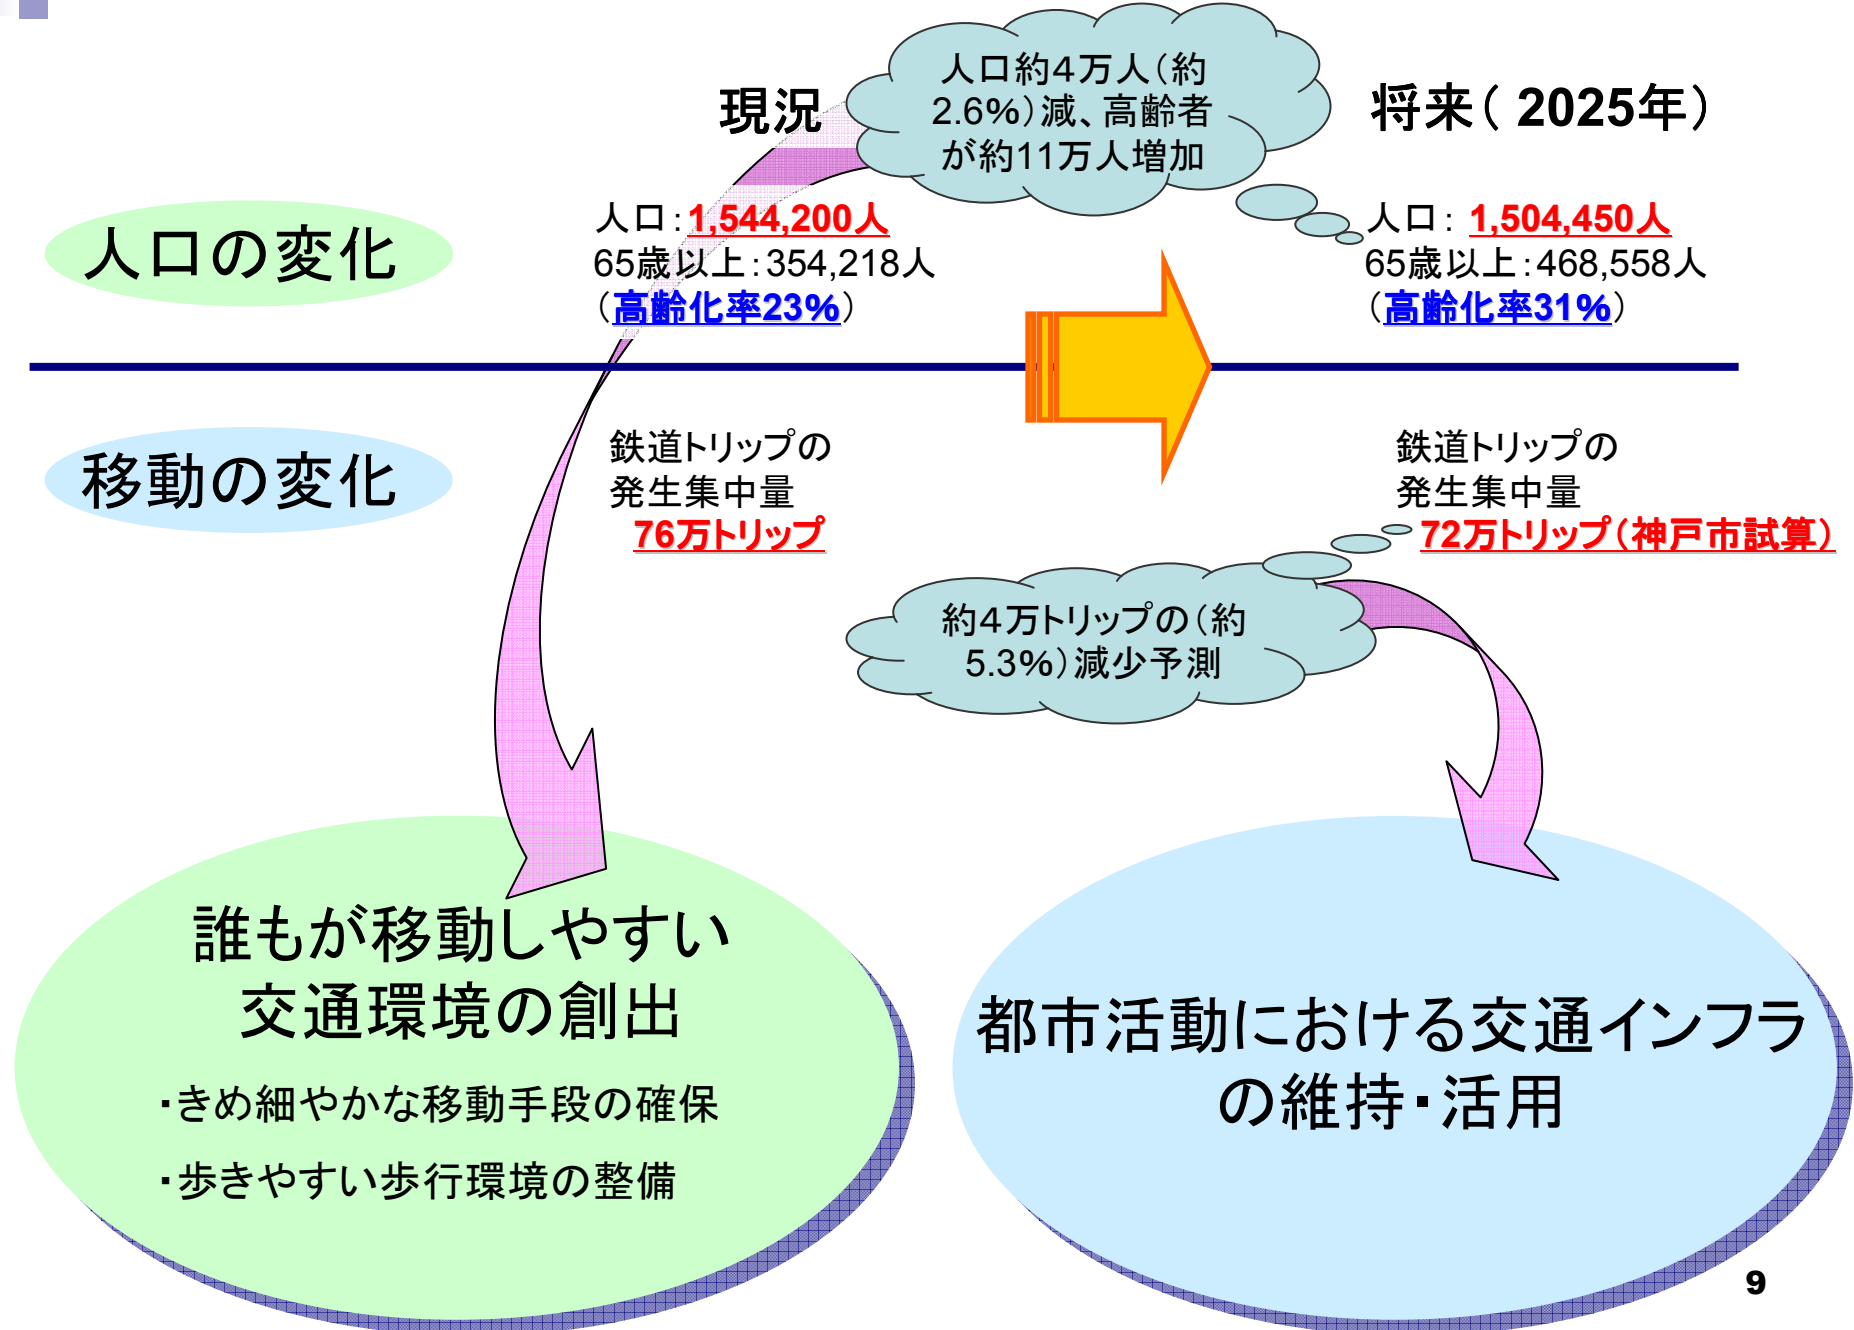 人口約4万人(約
2.6%)減、高齢者
が約11万人増加
現況
将来( 2025年)
人口の変化
人口:1,544,200人
65歳以上:354,218人
(高齢化率23%)
人口: 1,504,450人
65歳以上:468,558人
(高齢化率31%)
移動の変化
鉄道トリップの
発生集中量
76万トリップ
鉄道トリップの
発生集中量
72万トリップ(神戸市試算)
約4万トリップの(約
5.3%)減少予測
誰もが移動しやすい
交通環境の創出
・きめ細やかな移動手段の確保
・歩きやすい歩行環境の整備
都市活動における交通インフラ
の維持・活用
9